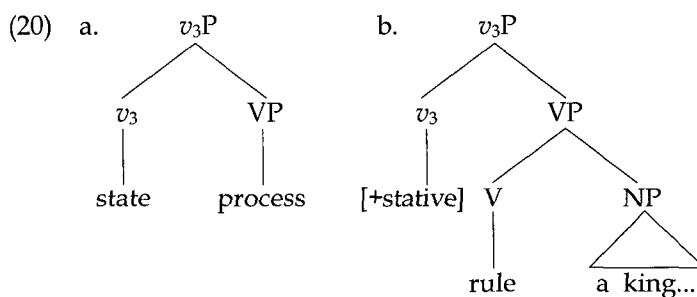 (20) a. v₃P b. v₃P
v₃ VP v₃ VP
state process [+stative] V NP
rule a king...